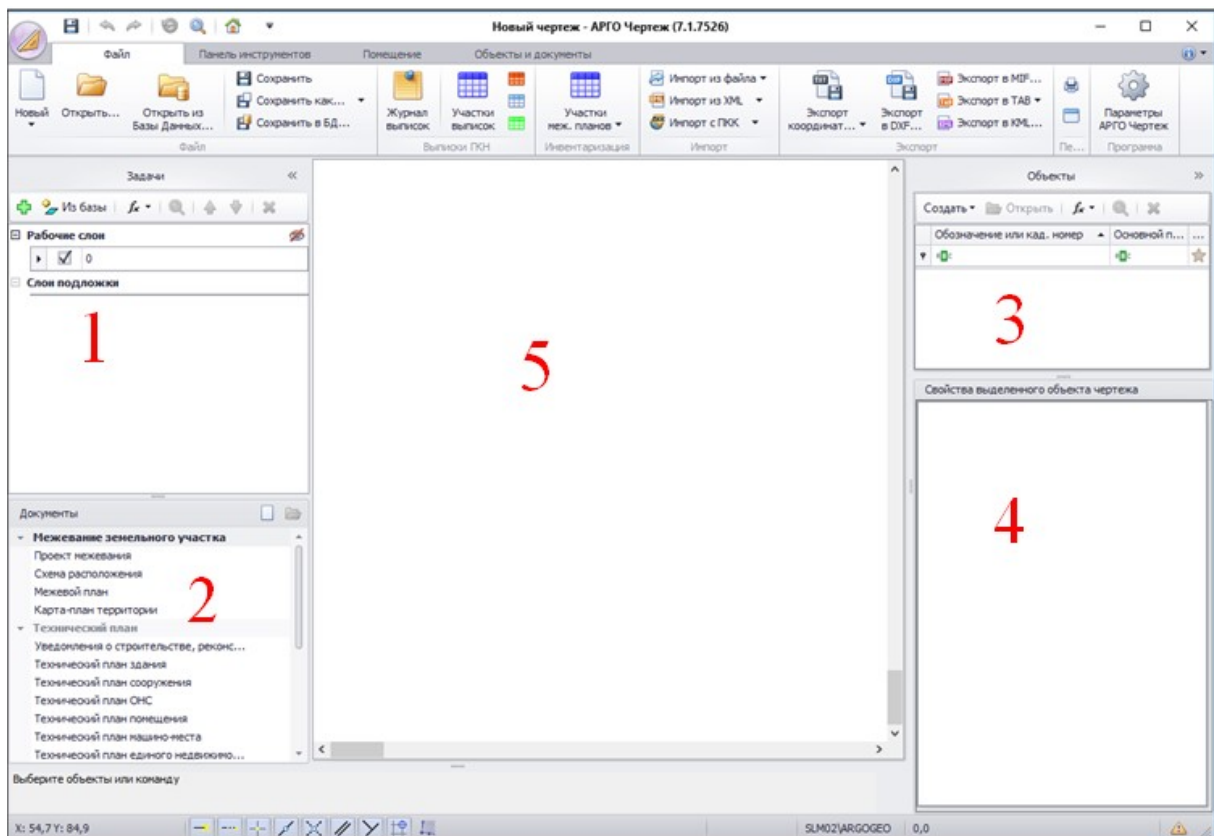 Новый чертеж - АРГО Чертеж (7.1.7526)
Файл
Панель инструментов
Помещение
Объекты и документы
Новый
Открыть...
Открыть из Базы Данных...
Сохранить
Сохранить как...
Сохранить в БД...
Файл
Журнал выписок
Участки выписок
Выписки ГКН
Участки меж. планов
Инвентаризация
Импорт из файла
Импорт из XML
Импорт с ПКК
Импорт
Экспорт координат...
Экспорт в DXF...
Экспорт в MIF...
Экспорт в TAB
Экспорт в KML...
Экспорт
Пе...
Параметры АРГО Чертеж
Программа
Задачи
Из базы
Рабочие слои
0
Слои подложки
1
Документы
Межевание земельного участка
Проект межевания
Схема расположения
Межевой план
Карта-план территории
2
Технический план
Уведомления о строительстве, реконс...
Технический план здания
Технический план сооружения
Технический план ОНС
Технический план помещения
Технический план машино-места
Технический план единого недвижимо...
5
Объекты
Создать
Открыть
Обозначение или кад. номер
Основной п...
...
3
Свойства выделенного объекта чертежа
4
Выберите объекты или команду
X: 54,7 Y: 84,9
SLM02\ARGOGEO
0,0